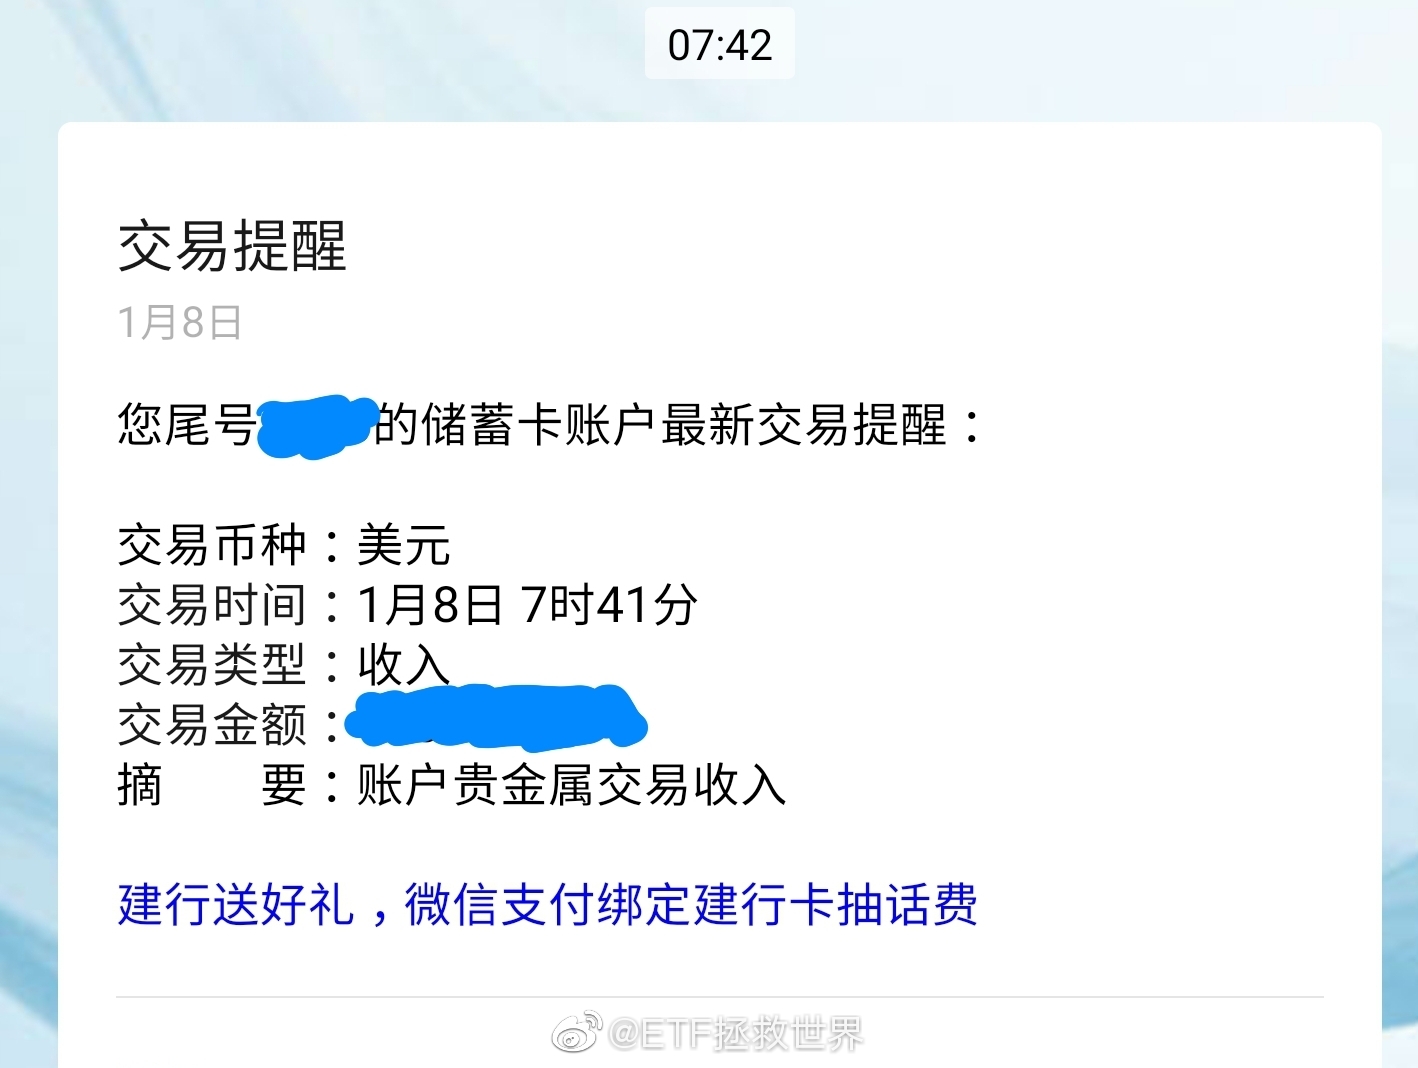 07:42
交易提醒
1月8日
您尾号的储蓄卡账户最新交易提醒：
交易币种：美元
交易时间：1月8日 7时41分
交易类型：收入
交易金额：
摘　　要：账户贵金属交易收入
建行送好礼，微信支付绑定建行卡抽话费
@ETF拯救世界